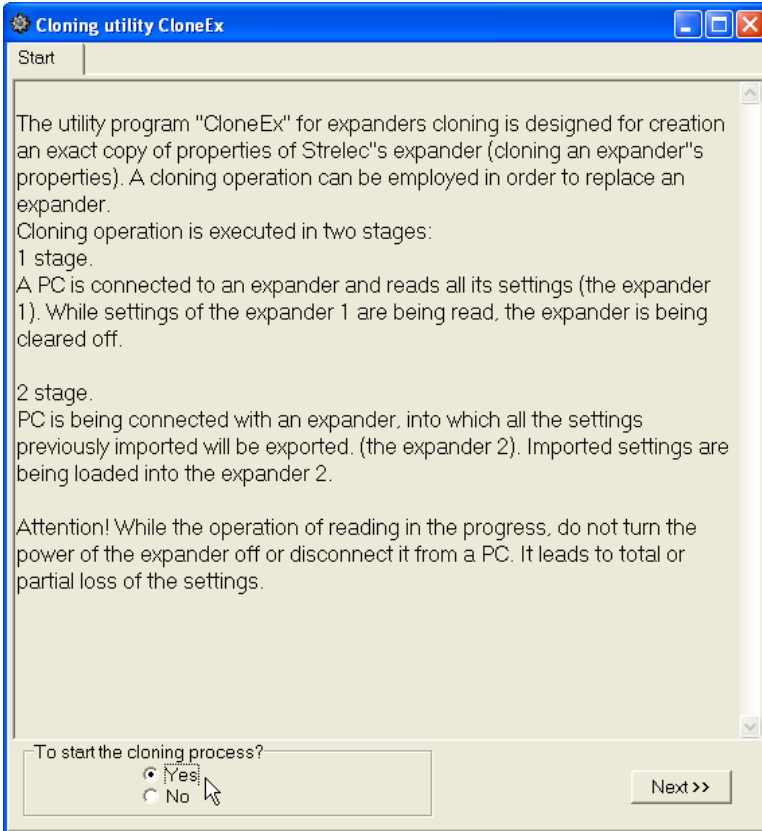 Cloning utility CloneEx
Start
The utility program "CloneEx" for expanders cloning is designed for creation
an exact copy of properties of Strelec''s expander (cloning an expander''s
properties). A cloning operation can be employed in order to replace an
expander.
Cloning operation is executed in two stages:
1 stage.
A PC is connected to an expander and reads all its settings (the expander
1). While settings of the expander 1 are being read, the expander is being
cleared off.
2 stage.
PC is being connected with an expander, into which all the settings
previously imported will be exported. (the expander 2). Imported settings are
being loaded into the expander 2.
Attention! While the operation of reading in the progress, do not turn the
power of the expander off or disconnect it from a PC. It leads to total or
partial loss of the settings.
To start the cloning process?
Yes
No
Next >>